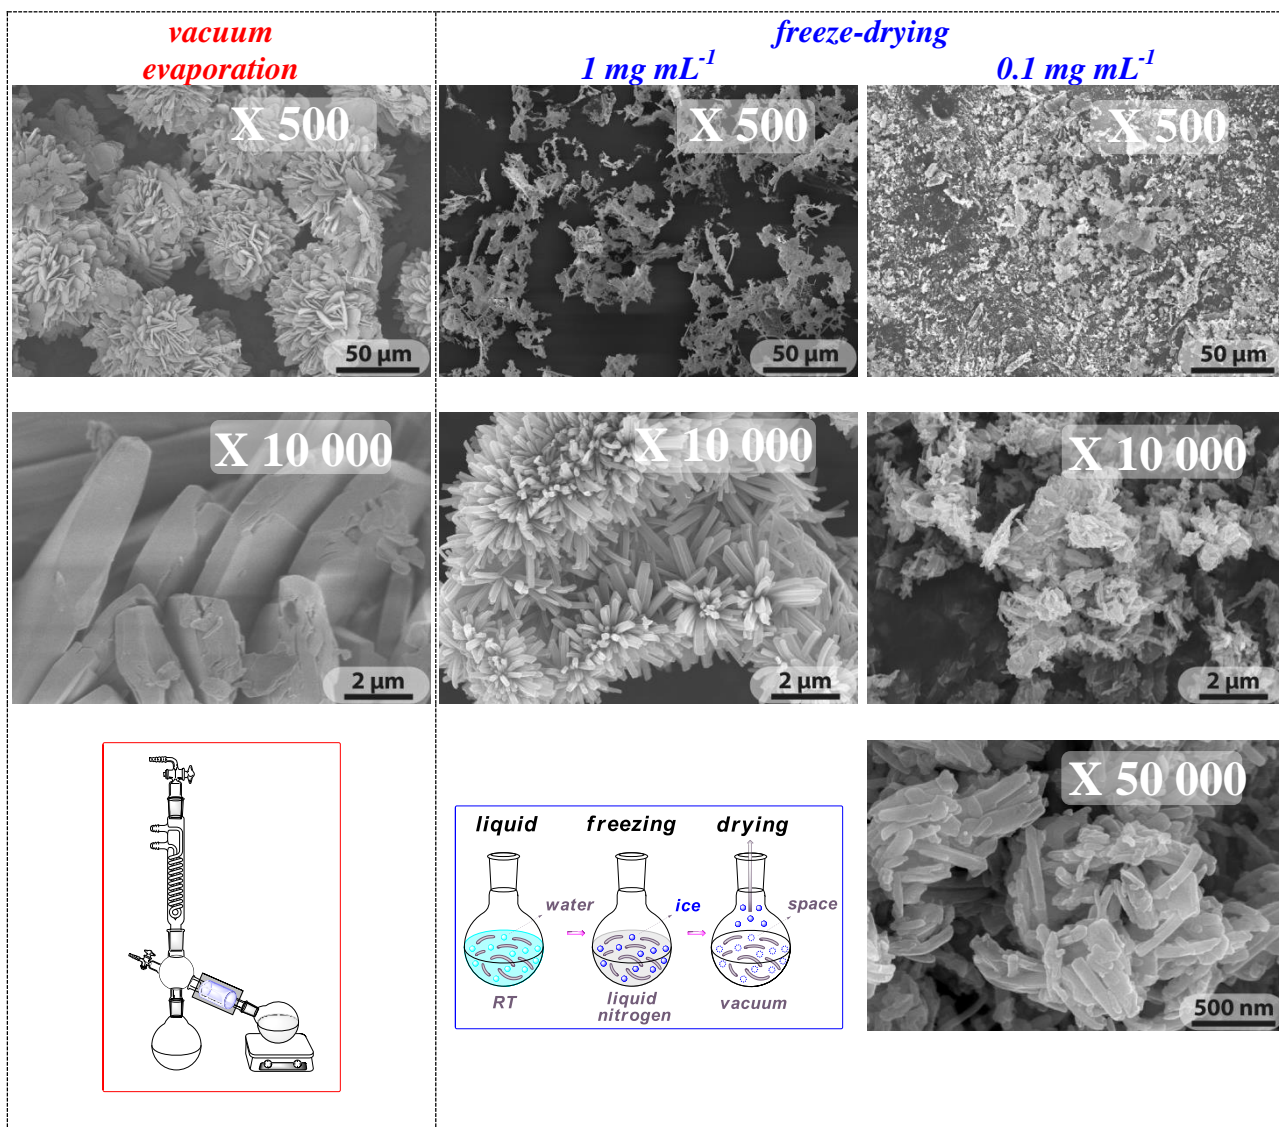 vacuum
evaporation
freeze-drying
1 mg mL⁻¹
0.1 mg mL⁻¹
X 500
50 µm
X 500
50 µm
X 500
50 µm
X 10 000
2 µm
X 10 000
2 µm
X 10 000
2 µm
liquid
freezing
drying
water
ice
space
RT
liquid
nitrogen
vacuum
X 50 000
500 nm